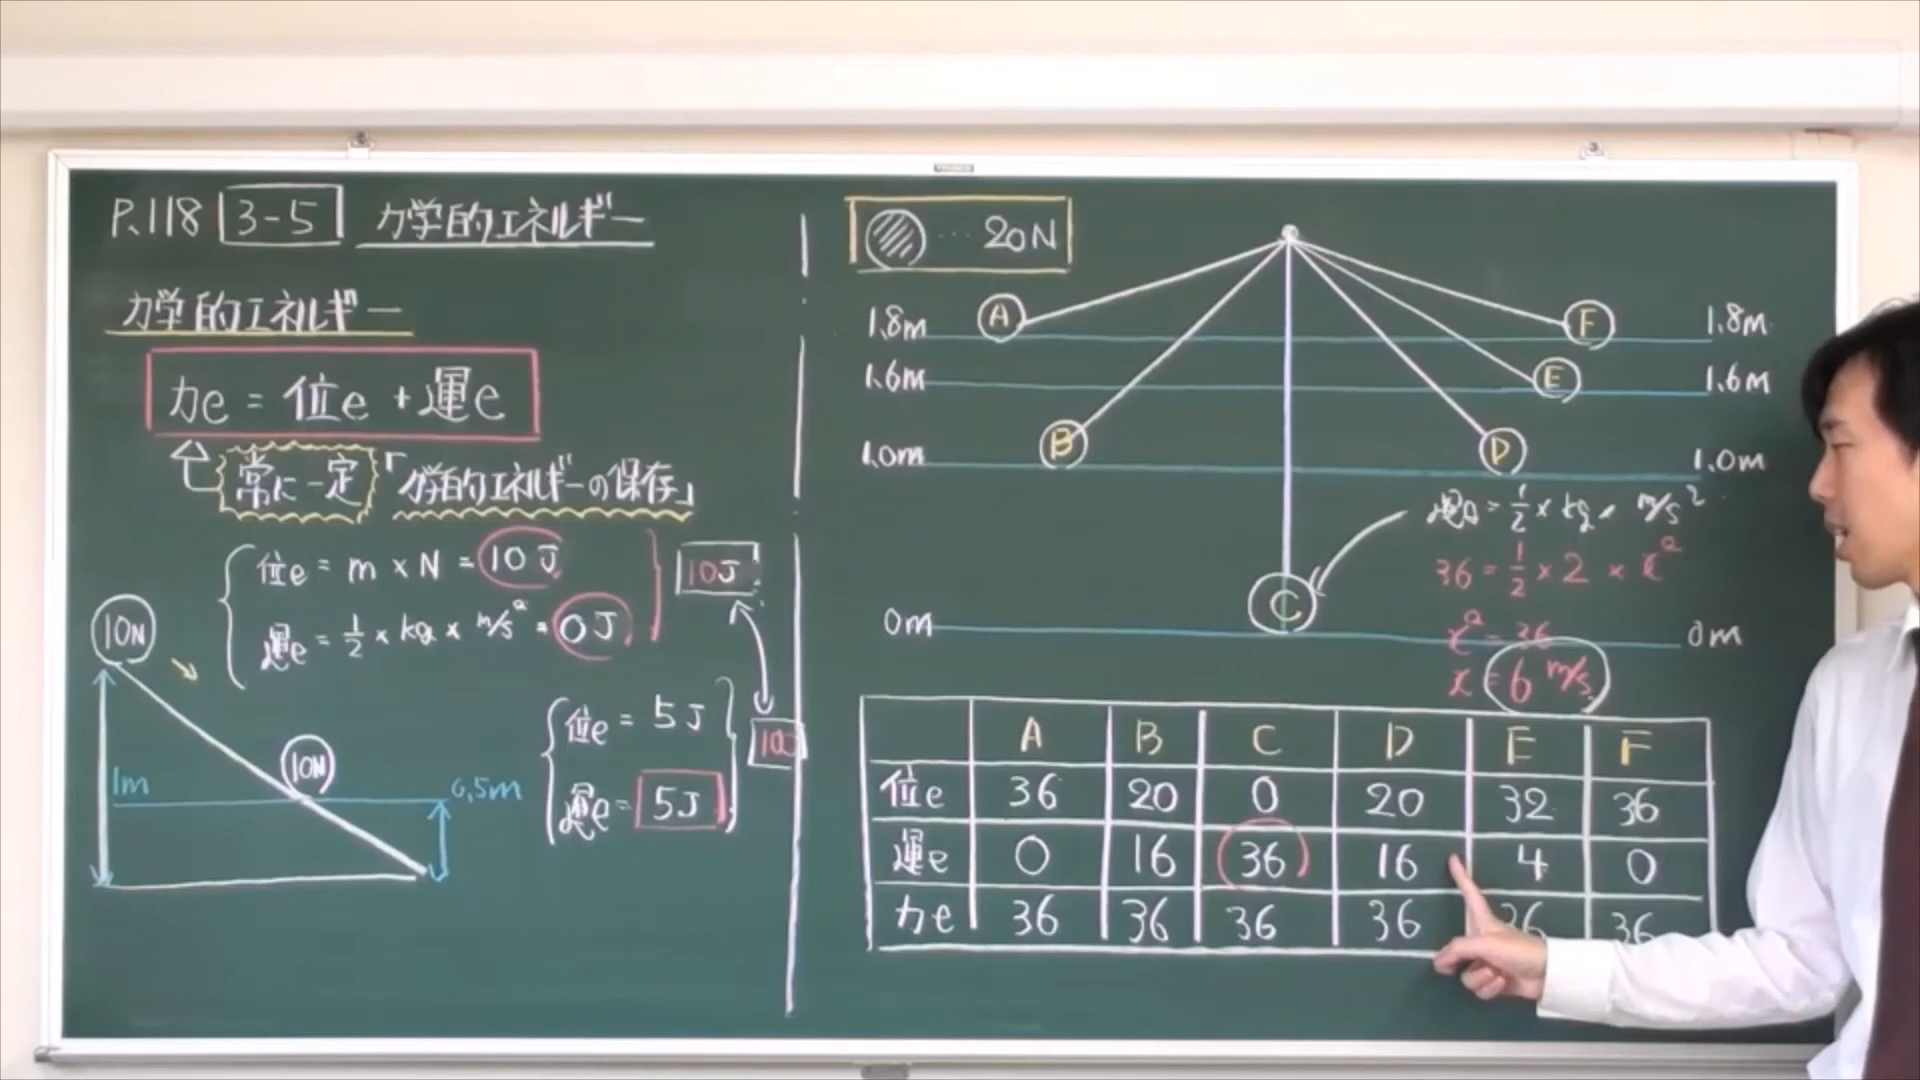 P.118 3-5 力学的エネルギー
力学的エネルギー
力e = 位e + 運e
常に一定「力学的エネルギーの保存」
位e = m × N = 10J
運e = 1/2 × kg × m/s² = 0J
10J
10N
10N
1m
0.5m
位e = 5J
運e = 5J
10J
… 20N
A
F
1.8m
1.8m
1.6m
E
1.6m
B
D
1.0m
1.0m
C
0m
0m
運e = 1/2 × kg × m/s²
36 = 1/2 × 2 × x²
x² = 36
x = 6 m/s
A B C D E F
位e 36 20 0 20 32 36
運e 0 16 36 16 4 0
力e 36 36 36 36 36 36